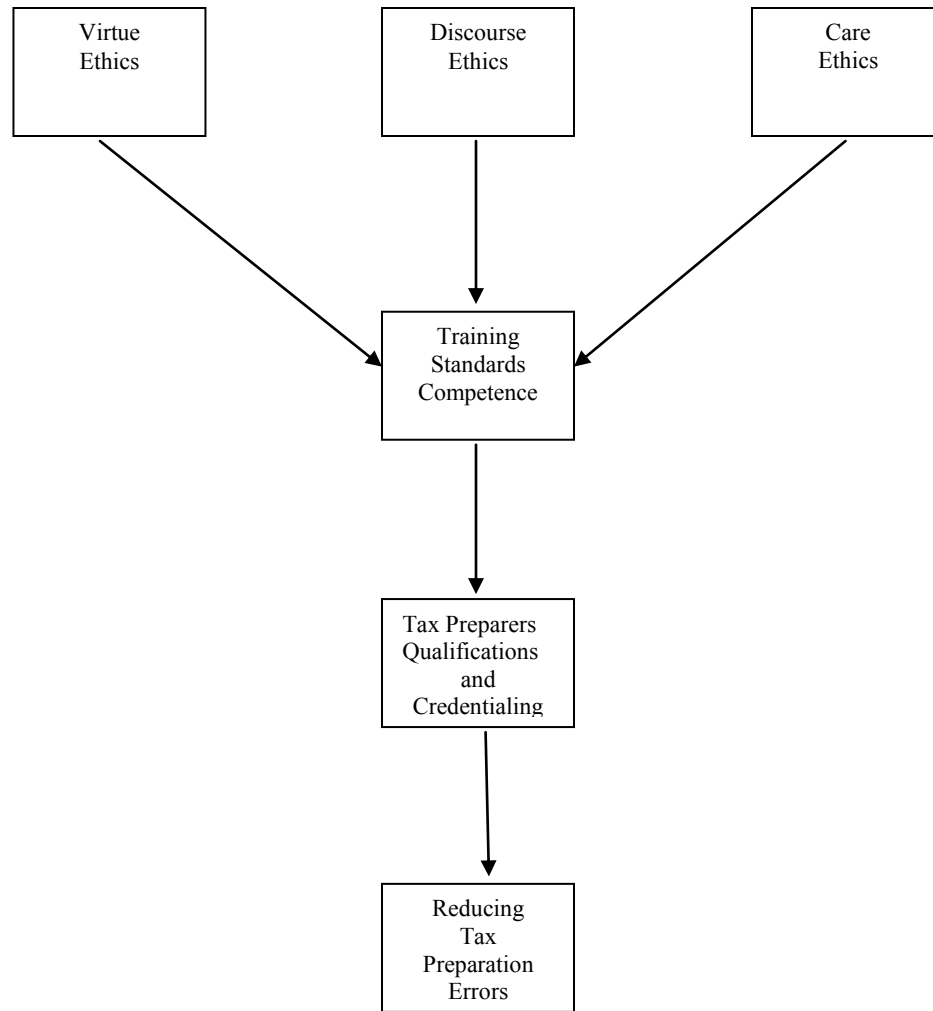 Virtue
Ethics
Discourse
Ethics
Care
Ethics
Training
Standards
Competence
Tax Preparers
Qualifications
and
Credentialing
Reducing
Tax
Preparation
Errors